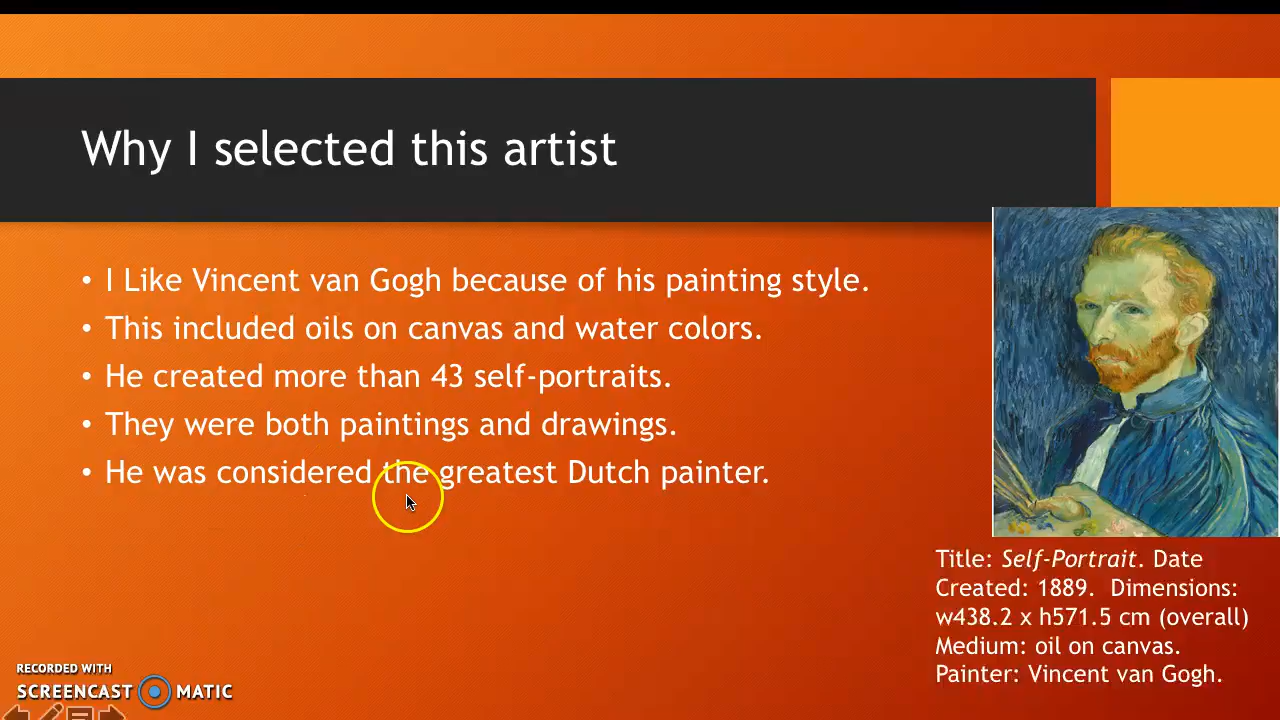 Why I selected this artist
• I Like Vincent van Gogh because of his painting style.
• This included oils on canvas and water colors.
• He created more than 43 self-portraits.
• They were both paintings and drawings.
• He was considered the greatest Dutch painter.
Title: Self-Portrait. Date
Created: 1889.  Dimensions:
w438.2 x h571.5 cm (overall)
Medium: oil on canvas.
Painter: Vincent van Gogh.
RECORDED WITH
SCREENCAST MATIC